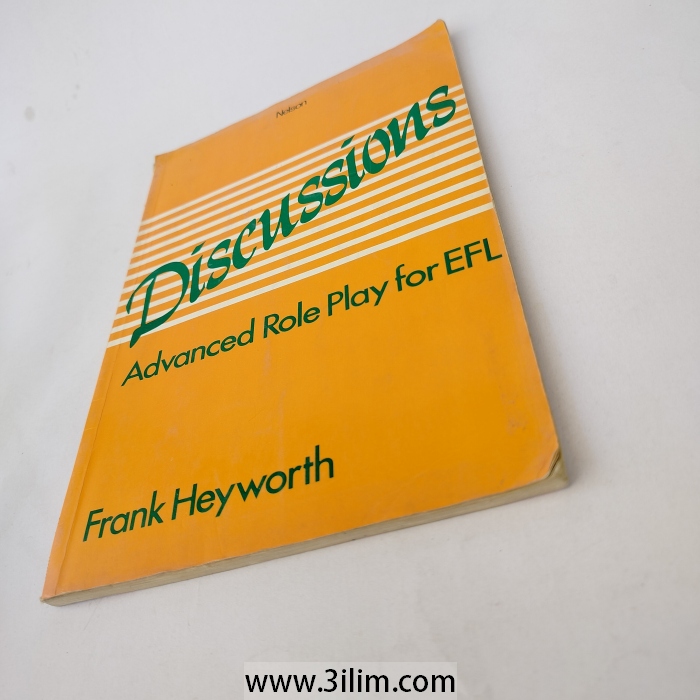 Nelson
Discussions
Advanced Role Play for EFL
Frank Heyworth
www.3ilim.com